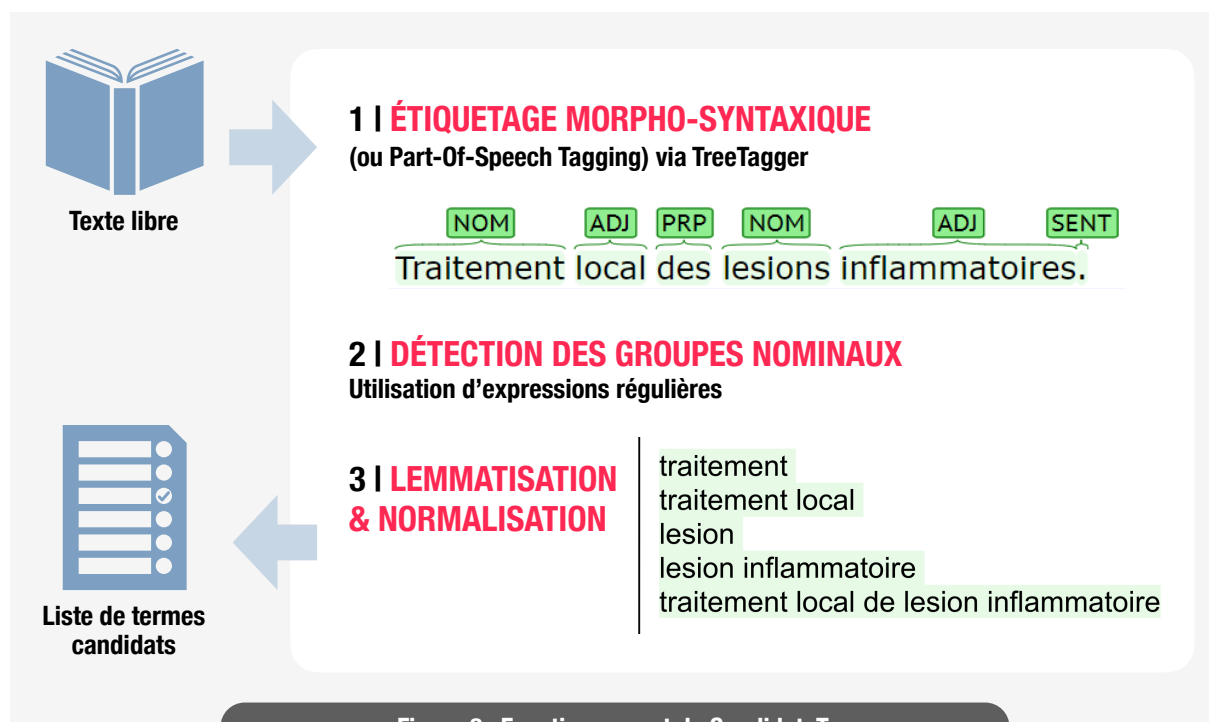 Texte libre
1 | ÉTIQUETAGE MORPHO-SYNTAXIQUE
(ou Part-Of-Speech Tagging) via TreeTagger
NOM ADJ PRP NOM ADJ SENT
Traitement local des lesions inflammatoires.
2 | DÉTECTION DES GROUPES NOMINAUX
Utilisation d’expressions régulières
3 | LEMMATISATION
& NORMALISATION
traitement
traitement local
lesion
lesion inflammatoire
traitement local de lesion inflammatoire
Liste de termes
candidats